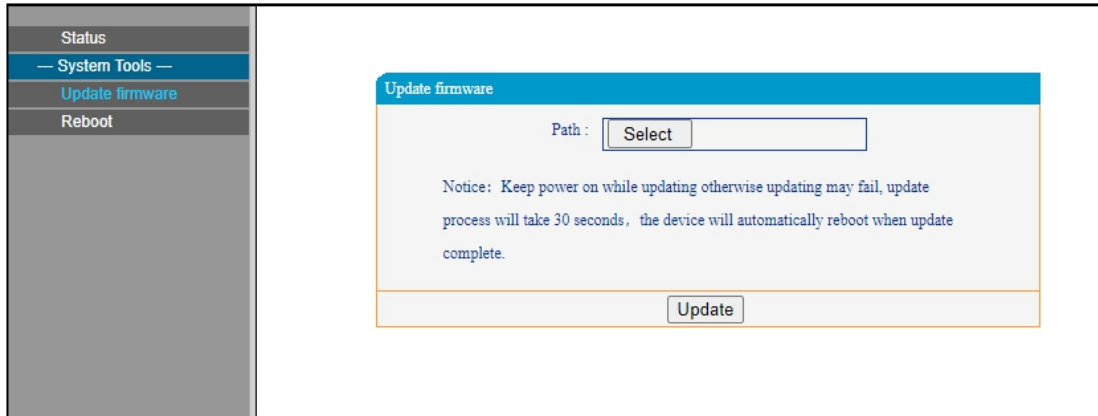 Status
--- System Tools ---
Update firmware
Reboot
Update firmware
Path :
Select
Notice：Keep power on while updating otherwise updating may fail, update
process will take 30 seconds，the device will automatically reboot when update
complete.
Update